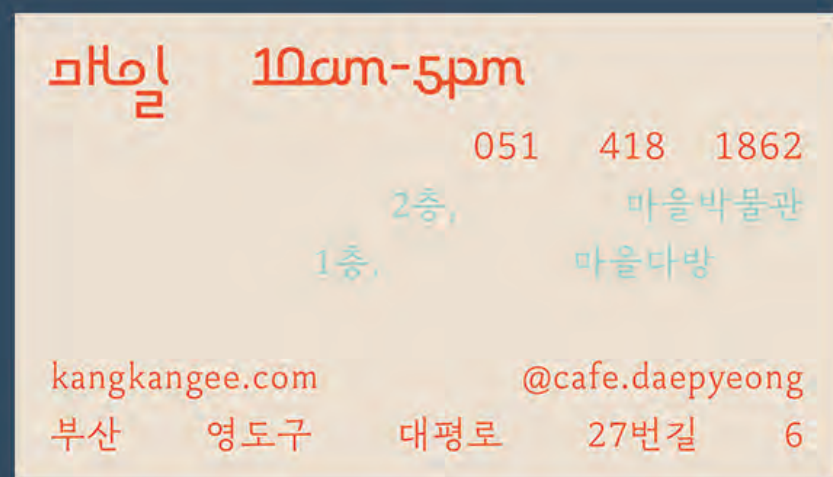 매일 10am-5pm
051 418 1862
2층, 마을박물관
1층, 마을다방
kangkangee.com @cafe.daepyeong
부산 영도구 대평로 27번길 6